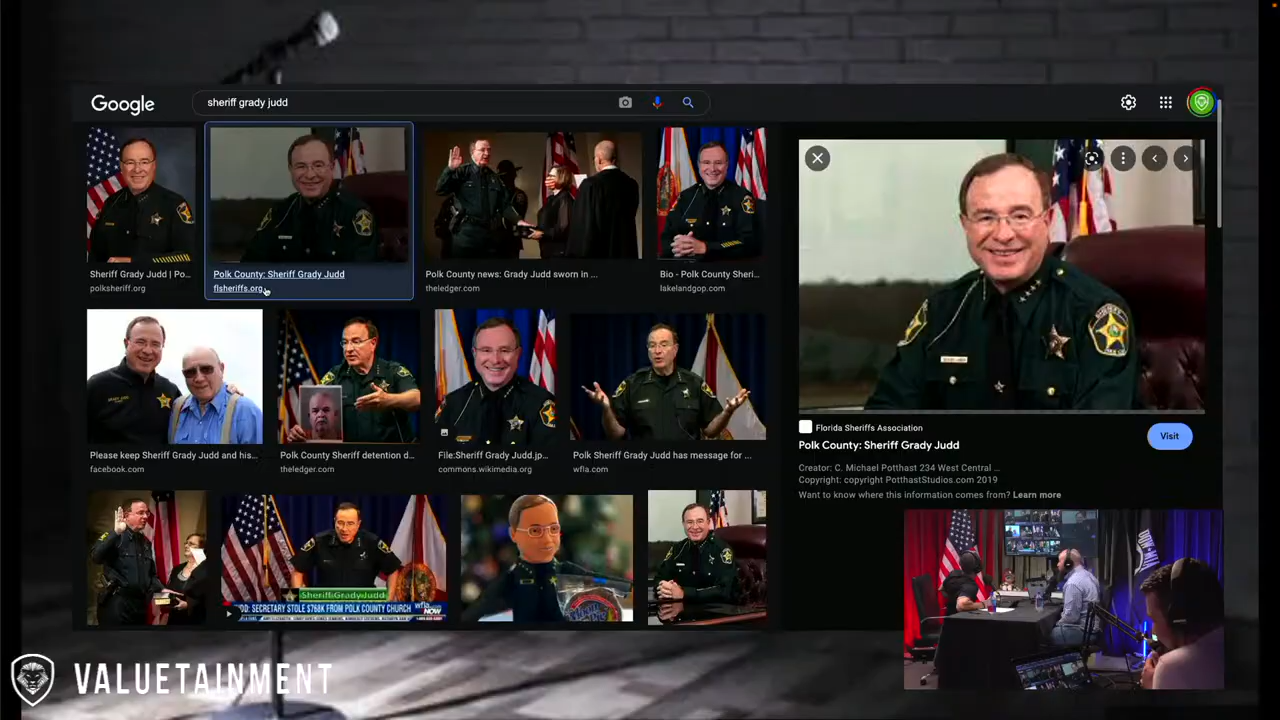 Google
sheriff grady judd
Sheriff Grady Judd | Po...
polksheriff.org
Polk County: Sheriff Grady Judd
flsheriffs.org
Polk County news: Grady Judd sworn in ...
theledger.com
Bio - Polk County Sheri...
lakelandgop.com
Please keep Sheriff Grady Judd and his...
facebook.com
Polk County Sheriff detention d...
theledger.com
File:Sheriff Grady Judd.jp...
commons.wikimedia.org
Polk Sheriff Grady Judd has message for ...
wfla.com
SheriffGradyJudd
OD: SECRETARY STOLE $768K FROM POLK COUNTY CHURCH
NOW
Florida Sheriffs Association
Polk County: Sheriff Grady Judd
Visit
Creator: C. Michael Potthast 234 West Central ...
Copyright: copyright PotthastStudios.com 2019
Want to know where this information comes from? Learn more
VALUETAINMENT